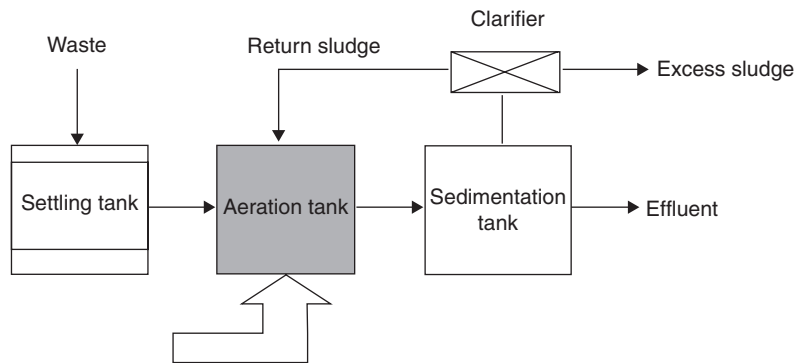 Clarifier
Waste
Return sludge
Excess sludge
Settling tank
Aeration tank
Sedimentation
tank
Effluent